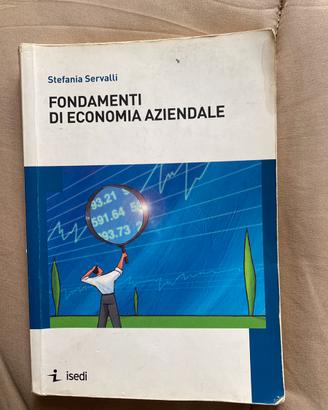 Stefania Servalli
FONDAMENTI
DI ECONOMIA AZIENDALE
93.21
591.64
93.73
isedi